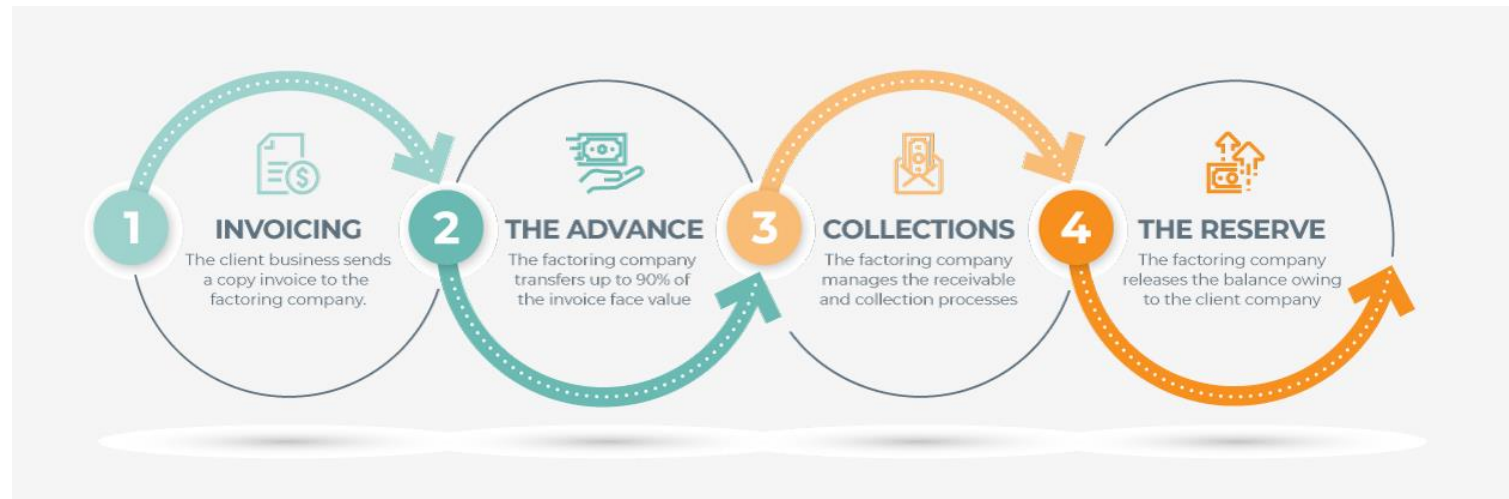 1
INVOICING
The client business sends
a copy invoice to the
factoring company.
2
THE ADVANCE
The factoring company
transfers up to 90% of
the invoice face value
3
COLLECTIONS
The factoring company
manages the receivable
and collection processes
4
THE RESERVE
The factoring company
releases the balance owing
to the client company